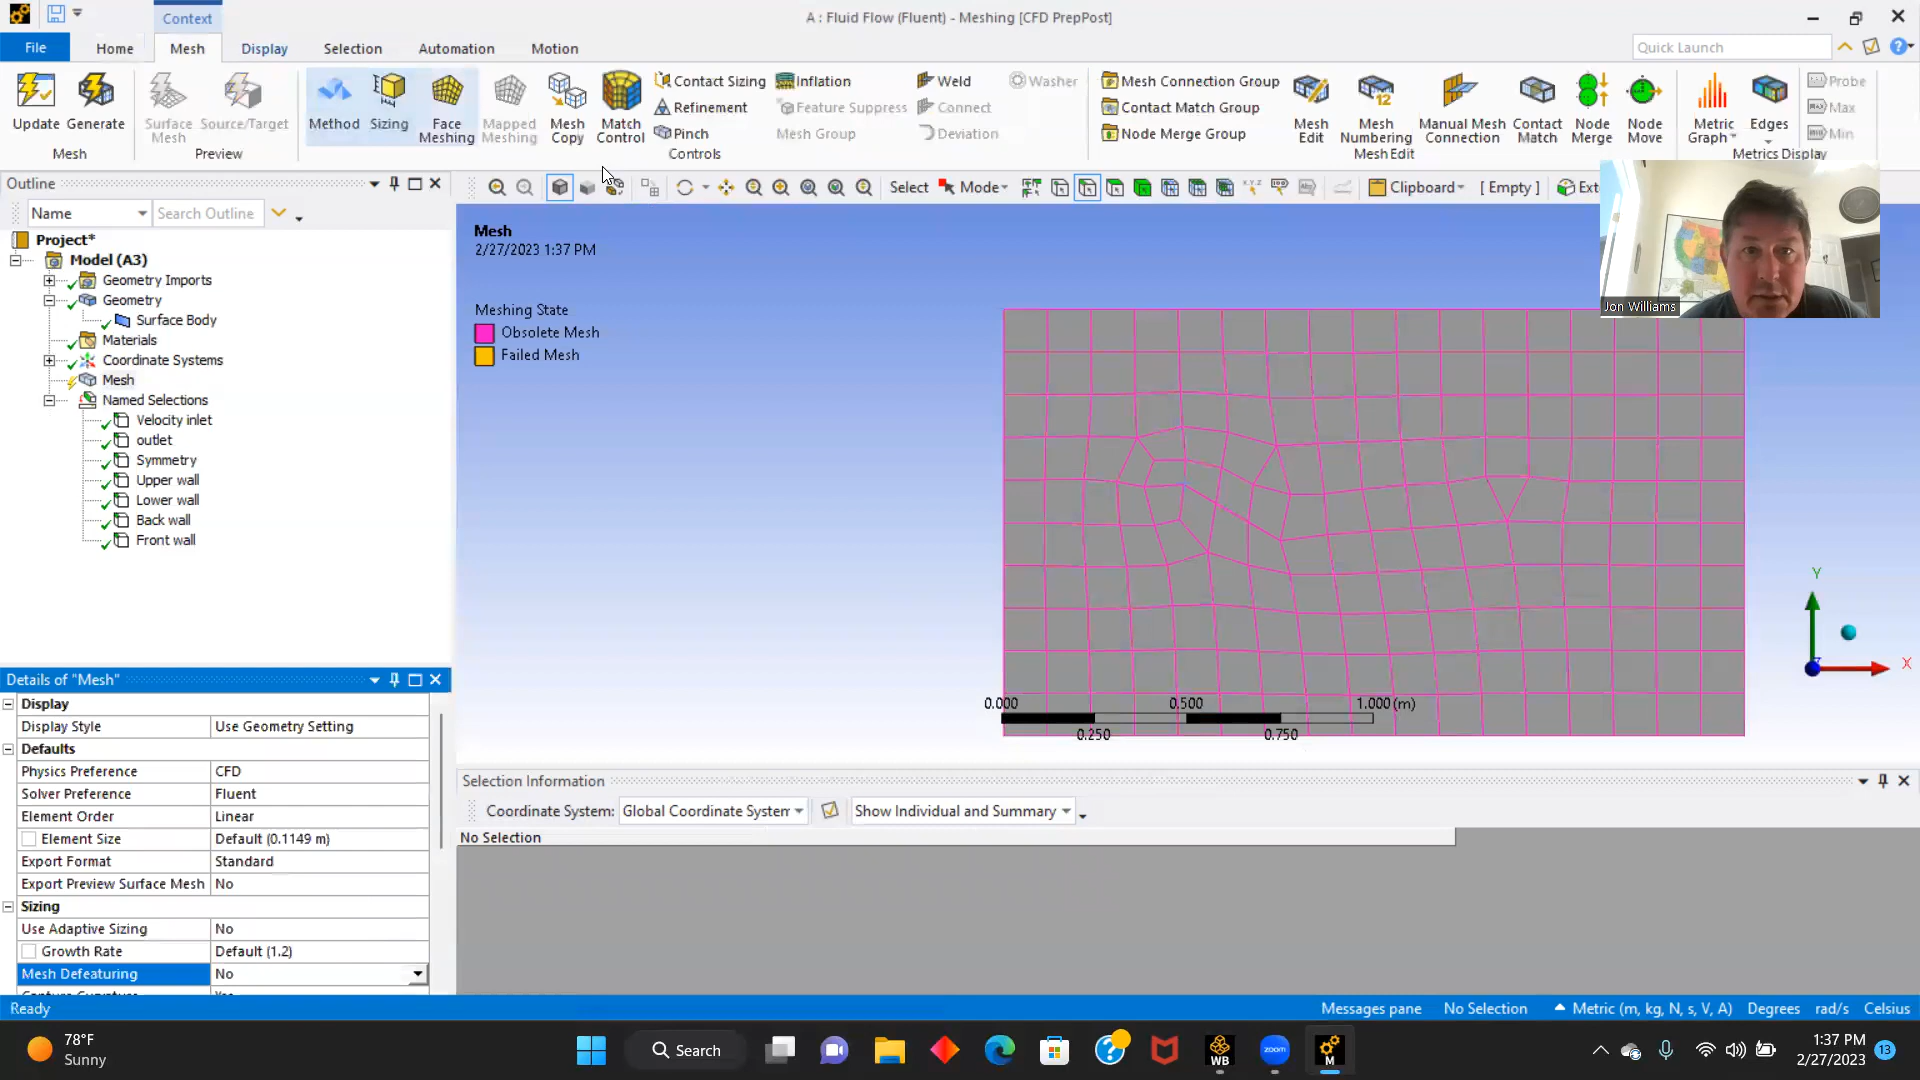 Context
A : Fluid Flow (Fluent) - Meshing [CFD PrepPost]
File
Home
Mesh
Display
Selection
Automation
Motion
Quick Launch
Update
Generate
Mesh
Surface
Mesh
Source/Target
Preview
Method
Sizing
Face
Meshing
Mapped
Meshing
Mesh
Copy
Match
Control
Contact Sizing
Refinement
Pinch
Inflation
Feature Suppress
Mesh Group
Weld
Connect
Deviation
Washer
Controls
Mesh Connection Group
Contact Match Group
Node Merge Group
Mesh
Edit
Mesh
Numbering
Manual Mesh
Connection
Contact
Match
Node
Merge
Node
Move
Mesh Edit
Metric
Graph
Edges
Probe
Max
Min
Metrics Display
Outline
Name
Search Outline
Select
Mode
Clipboard
[ Empty ]
Ext
Project*
Model (A3)
Geometry Imports
Geometry
Surface Body
Materials
Coordinate Systems
Mesh
Named Selections
Velocity inlet
outlet
Symmetry
Upper wall
Lower wall
Back wall
Front wall
Mesh
2/27/2023 1:37 PM
Meshing State
Obsolete Mesh
Failed Mesh
Jon Williams
0.000
0.500
1.000 (m)
0.250
0.750
Y
X
Details of "Mesh"
Display
Display Style Use Geometry Setting
Defaults
Physics Preference CFD
Solver Preference Fluent
Element Order Linear
Element Size Default (0.1149 m)
Export Format Standard
Export Preview Surface Mesh No
Sizing
Use Adaptive Sizing No
Growth Rate Default (1.2)
Mesh Defeaturing No
Selection Information
Coordinate System: Global Coordinate System
Show Individual and Summary
No Selection
Ready
Messages pane
No Selection
Metric (m, kg, N, s, V, A)
Degrees
rad/s
Celsius
78°F
Sunny
Search
WB
zoom
M
1:37 PM
2/27/2023
13